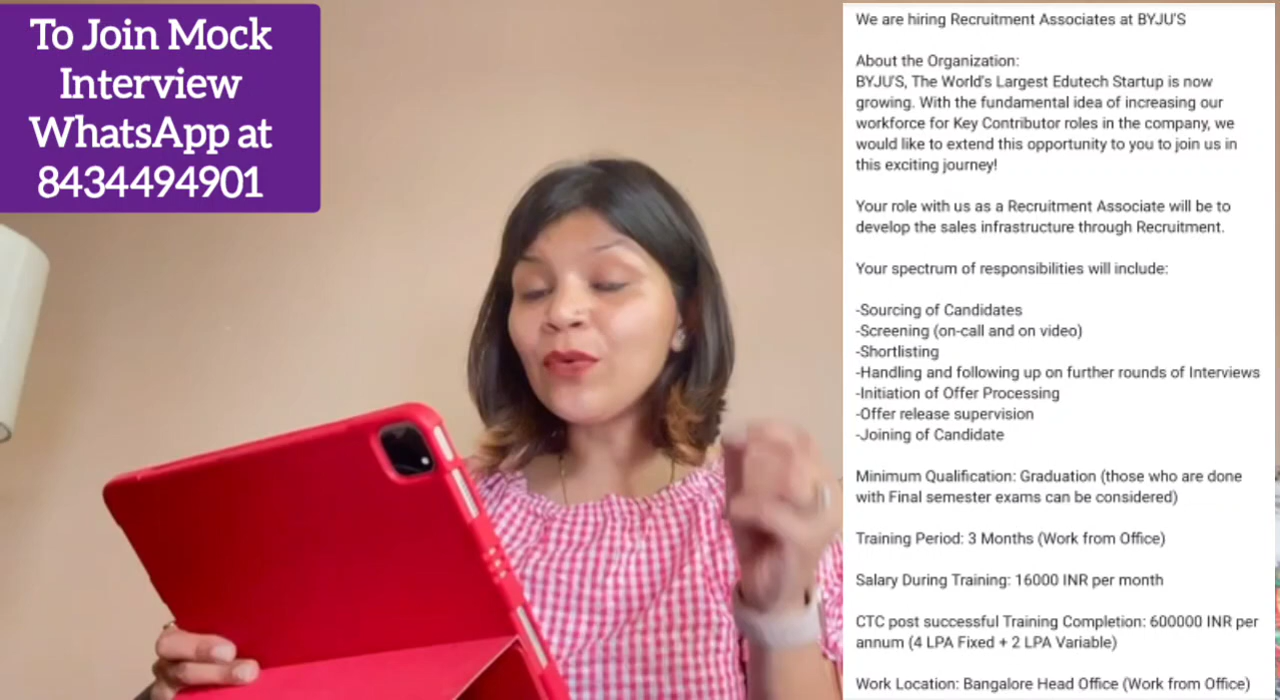 To Join Mock
Interview
WhatsApp at
8434494901
We are hiring Recruitment Associates at BYJU'S
About the Organization:
BYJU'S, The World's Largest Edutech Startup is now
growing. With the fundamental idea of increasing our
workforce for Key Contributor roles in the company, we
would like to extend this opportunity to you to join us in
this exciting journey!
Your role with us as a Recruitment Associate will be to
develop the sales infrastructure through Recruitment.
Your spectrum of responsibilities will include:
-Sourcing of Candidates
-Screening (on-call and on video)
-Shortlisting
-Handling and following up on further rounds of Interviews
-Initiation of Offer Processing
-Offer release supervision
-Joining of Candidate
Minimum Qualification: Graduation (those who are done
with Final semester exams can be considered)
Training Period: 3 Months (Work from Office)
Salary During Training: 16000 INR per month
CTC post successful Training Completion: 600000 INR per
annum (4 LPA Fixed + 2 LPA Variable)
Work Location: Bangalore Head Office (Work from Office)